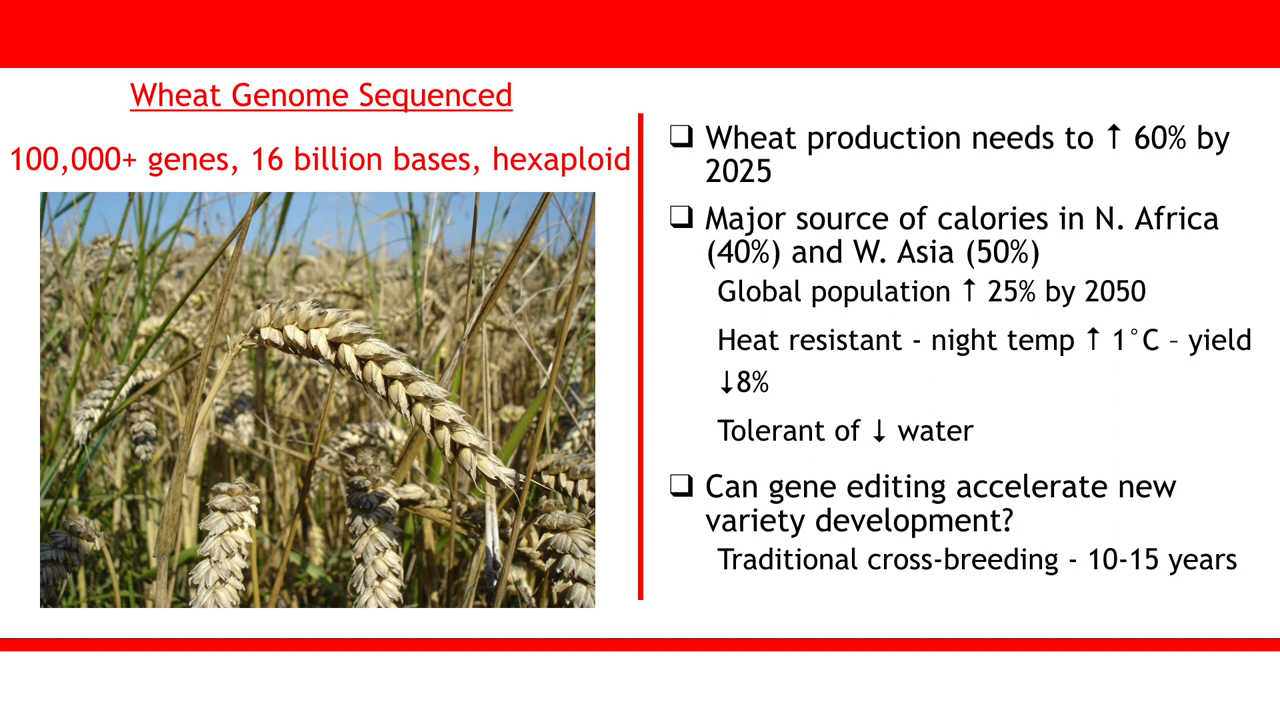 Wheat Genome Sequenced
100,000+ genes, 16 billion bases, hexaploid
❑ Wheat production needs to ↑ 60% by
2025
❑ Major source of calories in N. Africa
(40%) and W. Asia (50%)
Global population ↑ 25% by 2050
Heat resistant - night temp ↑ 1°C – yield
↓8%
Tolerant of ↓ water
❑ Can gene editing accelerate new
variety development?
Traditional cross-breeding - 10-15 years